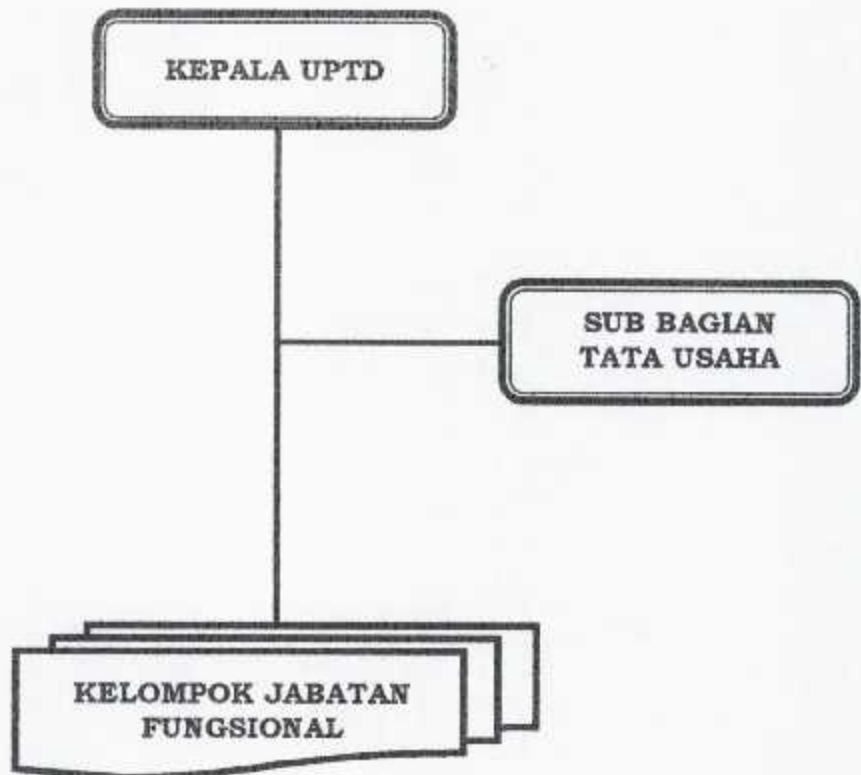 KEPALA UPTD
SUB BAGIAN
TATA USAHA
KELOMPOK JABATAN
FUNGSIONAL